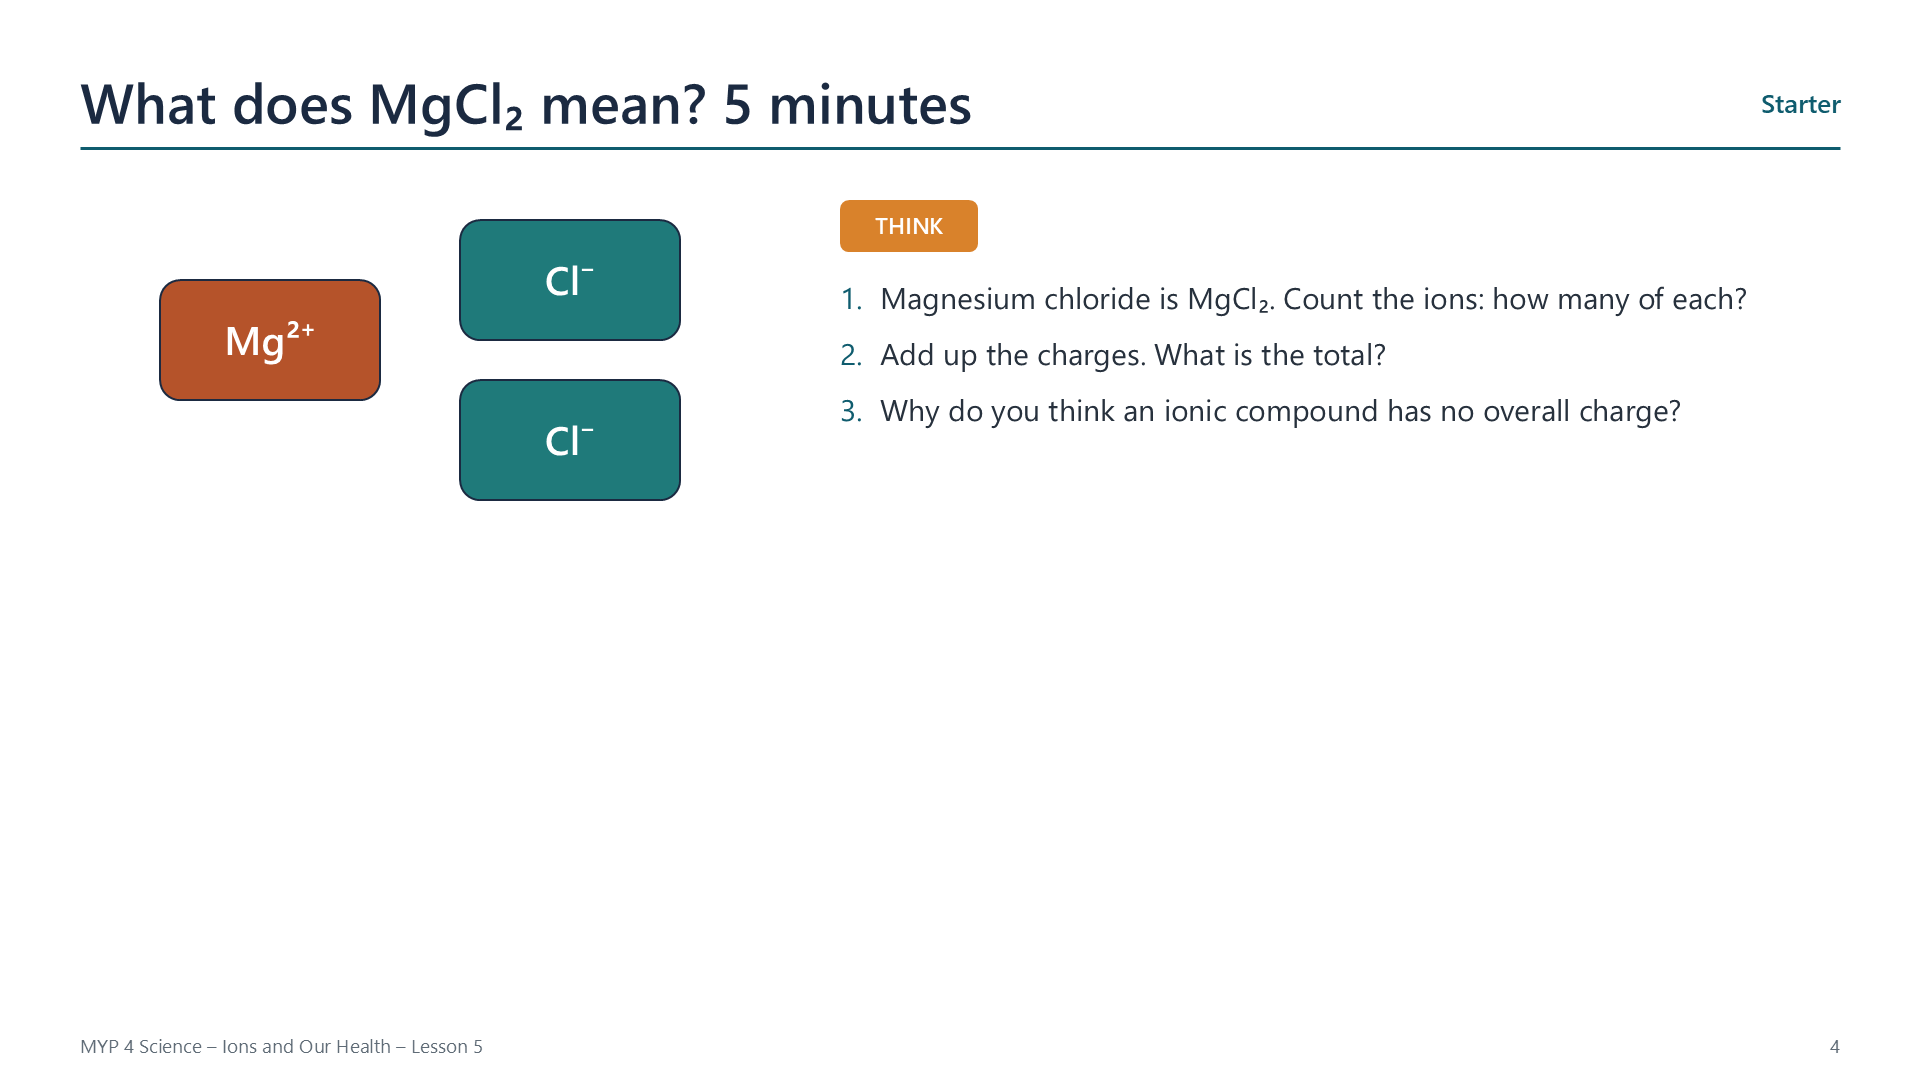 What does MgCl₂ mean? 5 minutes
Starter
Mg²⁺
Cl⁻
Cl⁻
THINK
1. Magnesium chloride is MgCl₂. Count the ions: how many of each?
2. Add up the charges. What is the total?
3. Why do you think an ionic compound has no overall charge?
MYP 4 Science – Ions and Our Health – Lesson 5
4